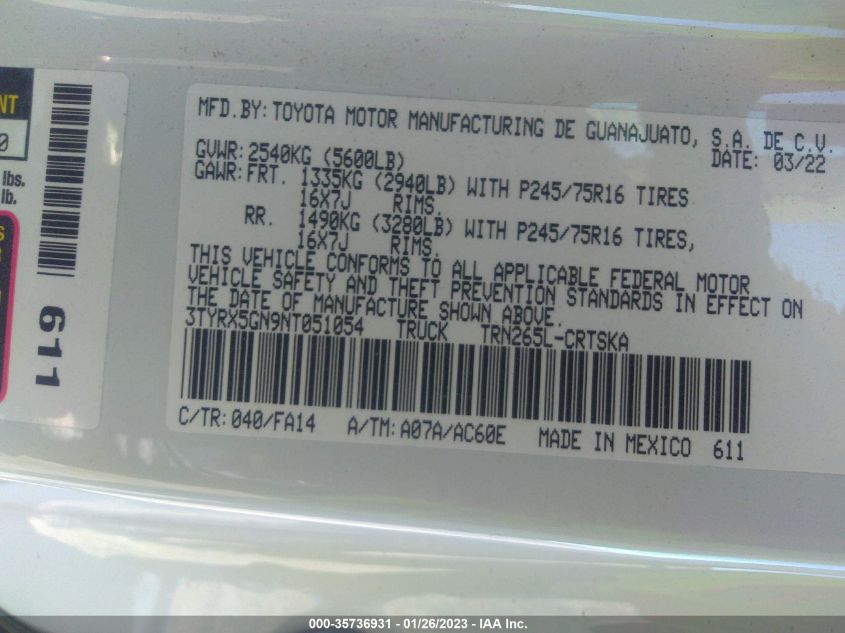 NT
0
lbs.
lb.
S
611
MFD.BY:TOYOTA MOTOR MANUFACTURING DE GUANAJUATO, S.A. DE C.V.
GVWR:2540KG (5600LB) DATE: 03/22
GAWR:FRT. 1335KG (2940LB) WITH P245/75R16 TIRES
16X7J RIMS,
RR. 1490KG (3280LB) WITH P245/75R16 TIRES,
16X7J RIMS.
THIS VEHICLE CONFORMS TO ALL APPLICABLE FEDERAL MOTOR
VEHICLE SAFETY AND THEFT PREVENTION STANDARDS IN EFFECT ON
THE DATE OF MANUFACTURE SHOWN ABOVE.
3TYRX5GN9NT051054 TRUCK TRN265L-CRTSKA
C/TR:040/FA14 A/TM:A07A/AC60E MADE IN MEXICO 611
000-35736931 - 01/26/2023 - IAA Inc.